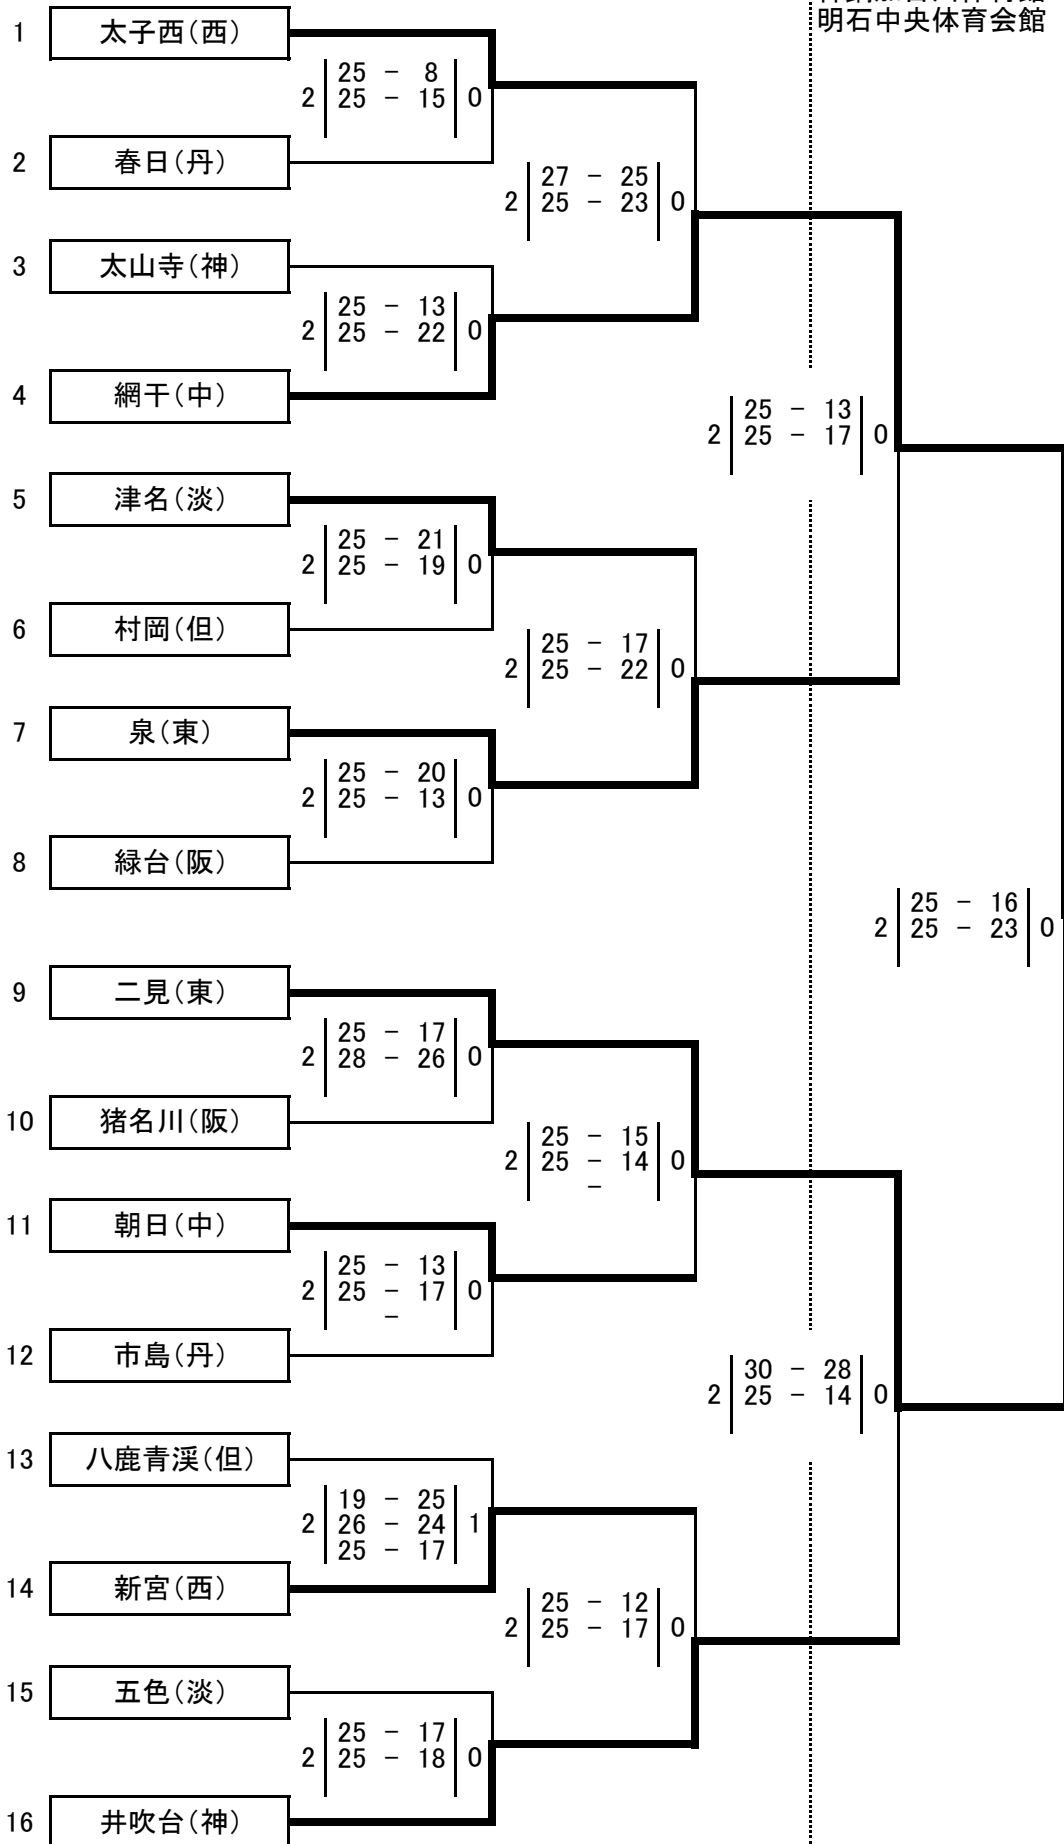 明石中央体育会館
1 太子西(西)
25 - 8
2 25 - 15 0
2 春日(丹)
27 - 25
2 25 - 23 0
3 太山寺(神)
25 - 13
2 25 - 22 0
4 網干(中)
25 - 13
2 25 - 17 0
5 津名(淡)
25 - 21
2 25 - 19 0
6 村岡(但)
25 - 17
2 25 - 22 0
7 泉(東)
25 - 20
2 25 - 13 0
8 緑台(阪)
25 - 16
2 25 - 23 0
9 二見(東)
25 - 17
2 28 - 26 0
10 猪名川(阪)
25 - 15
2 25 - 14 0
-
11 朝日(中)
25 - 13
2 25 - 17 0
-
12 市島(丹)
30 - 28
2 25 - 14 0
13 八鹿青渓(但)
19 - 25
2 26 - 24 1
25 - 17
14 新宮(西)
25 - 12
2 25 - 17 0
15 五色(淡)
25 - 17
2 25 - 18 0
16 井吹台(神)